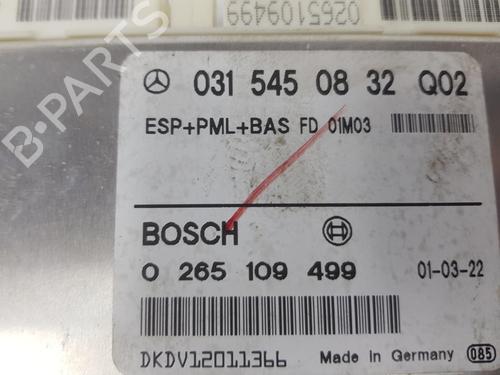 0265109499
031 545 08 32 Q02
ESP+PML+BAS FD 01M03
BOSCH
0 265 109 499 01-03-22
DKDV12011366 Made in Germany 085